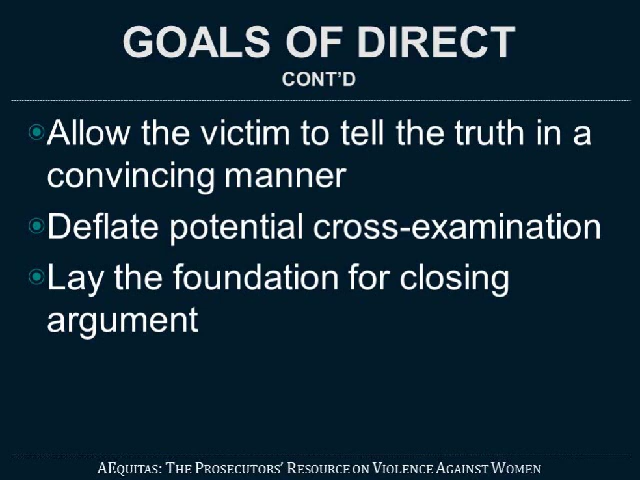 GOALS OF DIRECT
CONT’D
Allow the victim to tell the truth in a
convincing manner
Deflate potential cross-examination
Lay the foundation for closing
argument
AEQUITAS: THE PROSECUTORS’ RESOURCE ON VIOLENCE AGAINST WOMEN